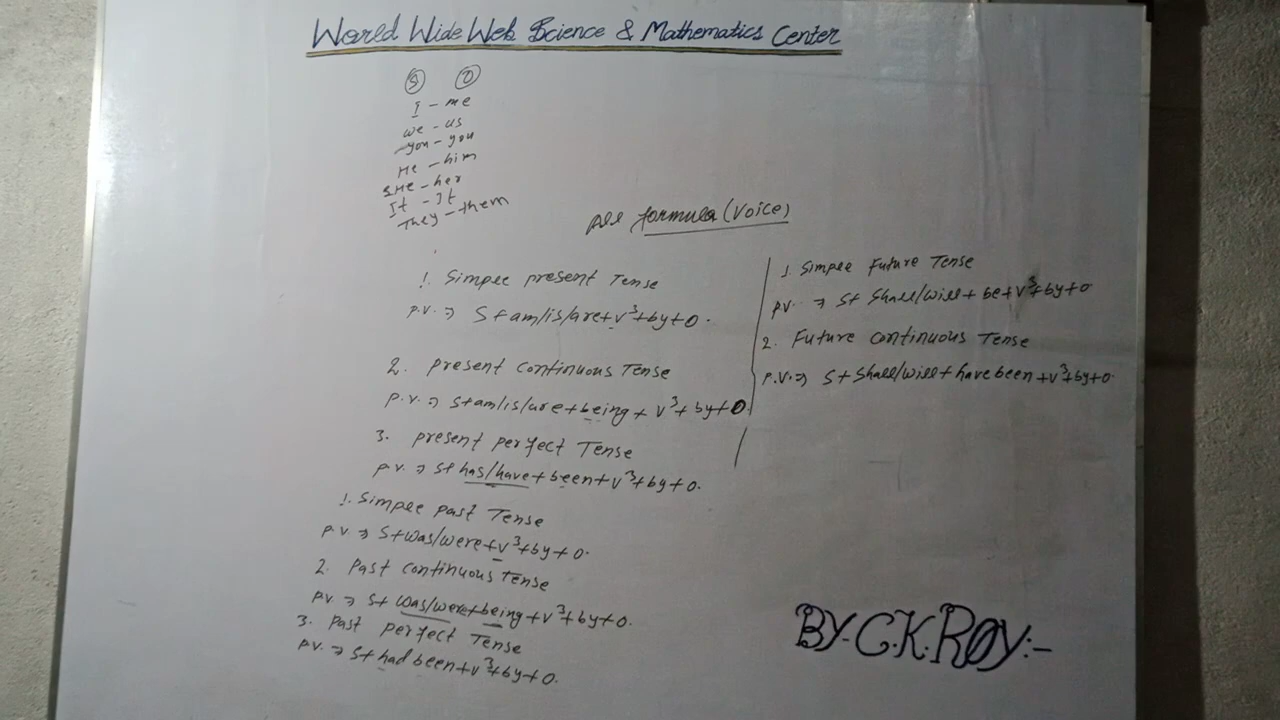 World Wide Web Science & Mathematics Center
(S) (O)
I - me
we - us
you - you
He - him
SHe - her
It - It
They - them
All formula (Voice)
1. Simple present Tense
p.v. ⇒ S+am/is/are+v³+by+o.
2. present continuous Tense
p.v. ⇒ S+am/is/are+being+v³+by+o
3. present perfect Tense
p.v. ⇒ S+has/have+been+v³+by+o.
1. Simple past Tense
p.v. ⇒ S+was/were+v³+by+o.
2. Past continuous Tense
p.v. ⇒ S+was/were+being+v³+by+o.
3. Past perfect Tense
p.v. ⇒ S+had been+v³+by+o.
1. Simple Future Tense
p.v. ⇒ S+Shall/will+be+v³+by+o
2. Future continuous Tense
p.v. ⇒ S+Shall/will+have been+v³+by+o.
BY-C.K.ROY:-